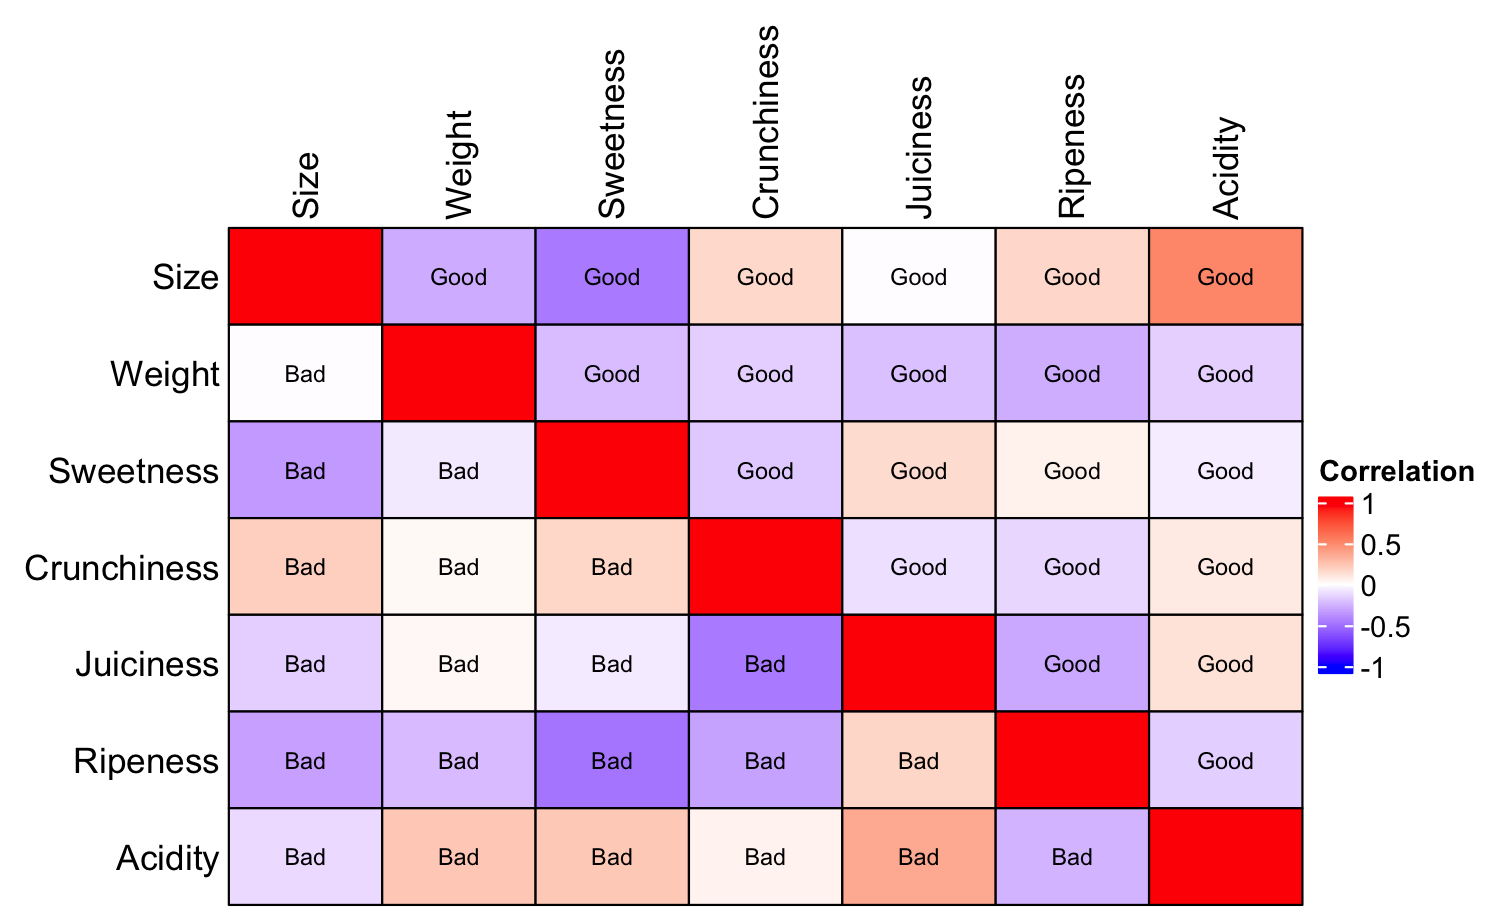 Size Weight Sweetness Crunchiness Juiciness Ripeness Acidity
Size Good Good Good Good Good Good
Weight Bad Good Good Good Good Good
Sweetness Bad Bad Good Good Good Good
Crunchiness Bad Bad Bad Good Good Good
Juiciness Bad Bad Bad Bad Good Good
Ripeness Bad Bad Bad Bad Bad Good
Acidity Bad Bad Bad Bad Bad Bad
Correlation
1
0.5
0
-0.5
-1